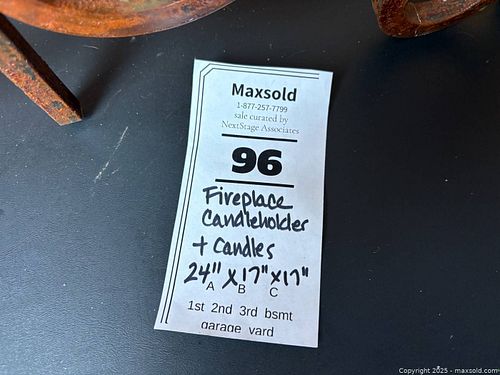 Maxsold
1-877-257-7799
sale curated by
NextStage Associates
96
Fireplace
Candleholder
+ Candles
24" x 17" x 17"
A B C
1st 2nd 3rd bsmt
garage yard
Copyright 2025 - maxsold.com